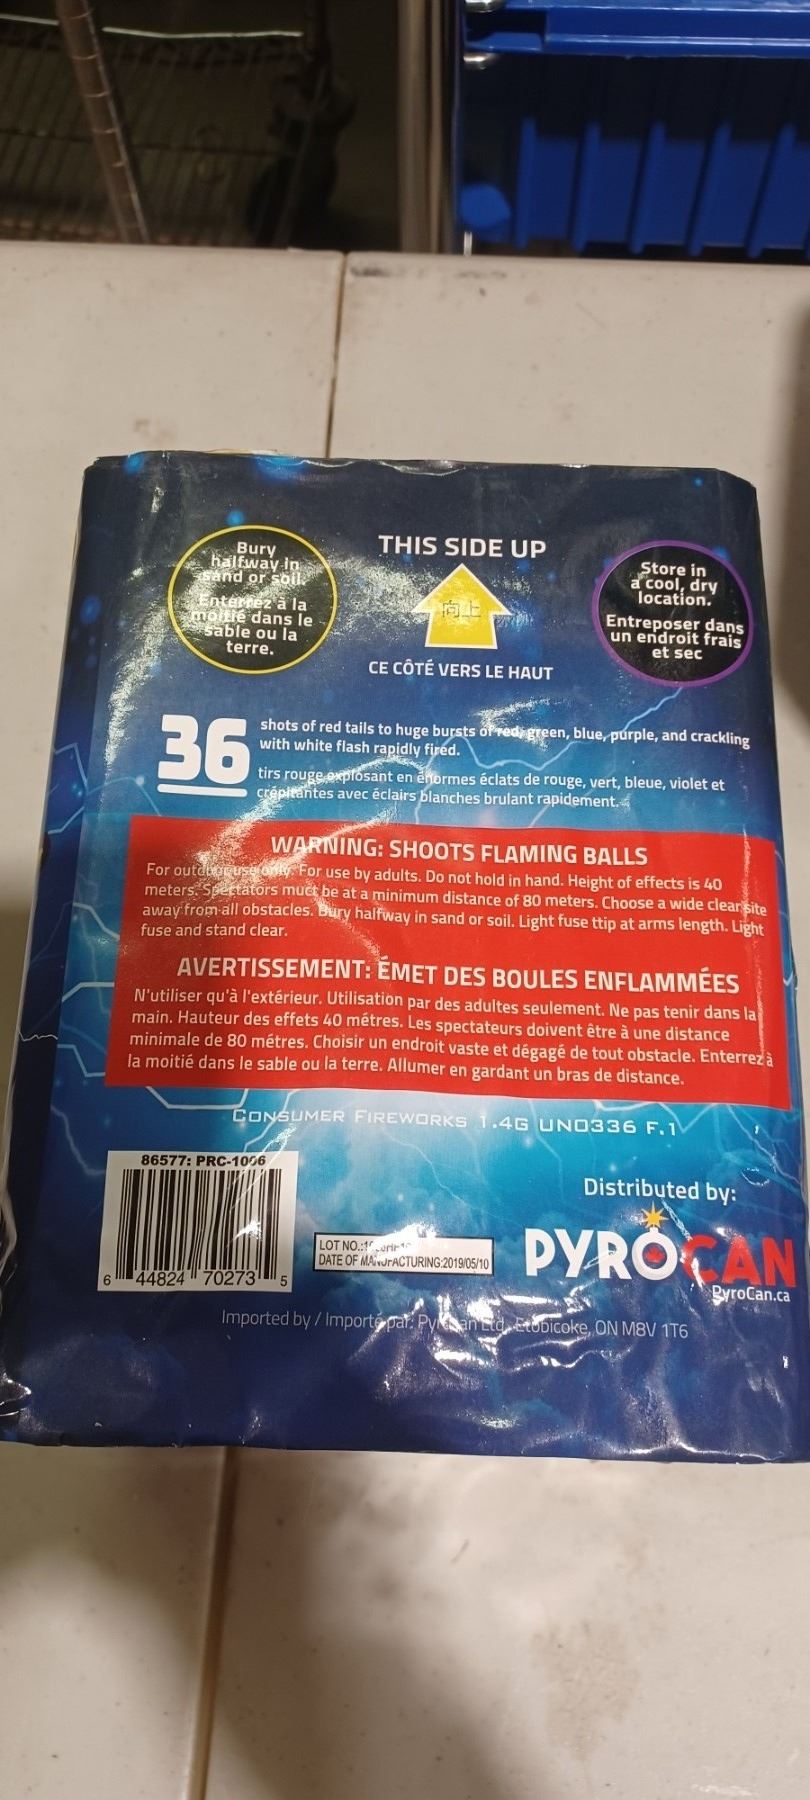 Bury
halfway in
sand or soil.
Enterrez à la
moitié dans le
sable ou la
terre.
THIS SIDE UP
向上
CE CÔTÉ VERS LE HAUT
Store in
a cool, dry
location.
Entreposer dans
un endroit frais
et sec
36
shots of red tails to huge bursts of red, green, blue, purple, and crackling
with white flash rapidly fired.
tirs rouge explosant en énormes éclats de rouge, vert, bleue, violet et
crépitantes avec éclairs blanches brulant rapidement.
WARNING: SHOOTS FLAMING BALLS
For outdoor use only. For use by adults. Do not hold in hand. Height of effects is 40
meters. Spectators must be at a minimum distance of 80 meters. Choose a wide clear site
away from all obstacles. Bury halfway in sand or soil. Light fuse ttip at arms length. Light
fuse and stand clear.
AVERTISSEMENT: ÉMET DES BOULES ENFLAMMÉES
N'utiliser qu'à l'extérieur. Utilisation par des adultes seulement. Ne pas tenir dans la
main. Hauteur des effets 40 métres. Les spectateurs doivent être à une distance
minimale de 80 métres. Choisir un endroit vaste et dégagé de tout obstacle. Enterrez à
la moitié dans le sable ou la terre. Allumer en gardant un bras de distance.
CONSUMER FIREWORKS 1.4G UN0336 F.1
86577: PRC-1006
6 44824 70273 5
LOT NO.:
DATE OF MANUFACTURING:2019/05/10
Distributed by:
PYROCAN
PyroCan.ca
Imported by / Importé par: Pyrocan Ltd. Etobicoke, ON M8V 1T6